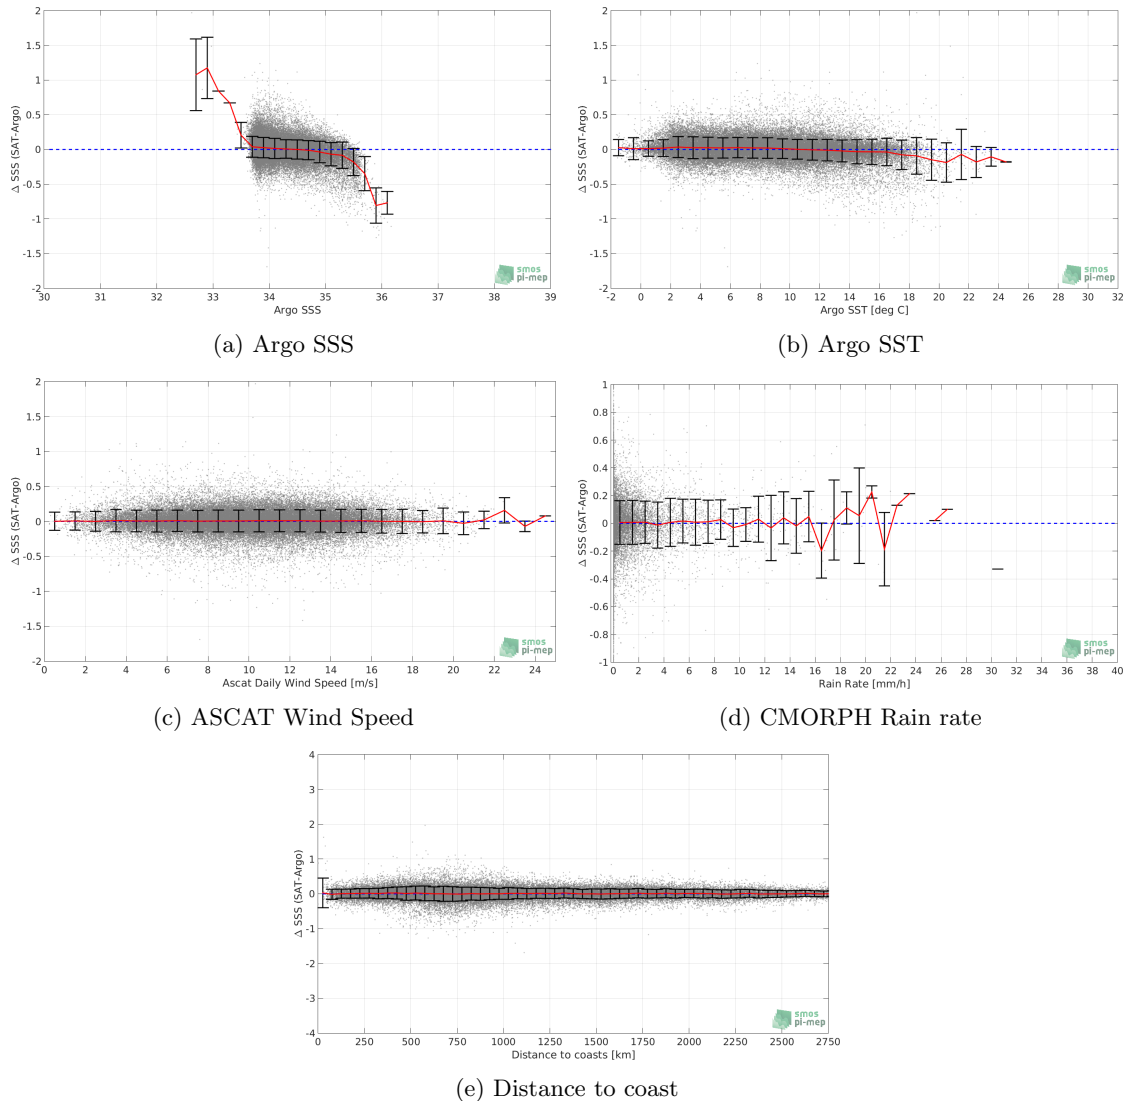 2
1.5
1
0.5
0
-0.5
-1
-1.5
-2
Δ SSS (SAT-Argo)
30 31 32 33 34 35 36 37 38 39
Argo SSS
smos
pi-mep
(a) Argo SSS
2
1.5
1
0.5
0
-0.5
-1
-1.5
-2
Δ SSS (SAT-Argo)
-2 0 2 4 6 8 10 12 14 16 18 20 22 24 26 28 30 32
Argo SST [deg C]
smos
pi-mep
(b) Argo SST
2
1.5
1
0.5
0
-0.5
-1
-1.5
-2
Δ SSS (SAT-Argo)
0 2 4 6 8 10 12 14 16 18 20 22 24
Ascat Daily Wind Speed [m/s]
smos
pi-mep
(c) ASCAT Wind Speed
1
0.8
0.6
0.4
0.2
0
-0.2
-0.4
-0.6
-0.8
-1
Δ SSS (SAT-Argo)
0 2 4 6 8 10 12 14 16 18 20 22 24 26 28 30 32 34 36 38 40
Rain Rate [mm/h]
smos
pi-mep
(d) CMORPH Rain rate
4
3
2
1
0
-1
-2
-3
-4
Δ SSS (SAT-Argo)
0 250 500 750 1000 1250 1500 1750 2000 2250 2500 2750
Distance to coasts [km]
smos
pi-mep
(e) Distance to coast